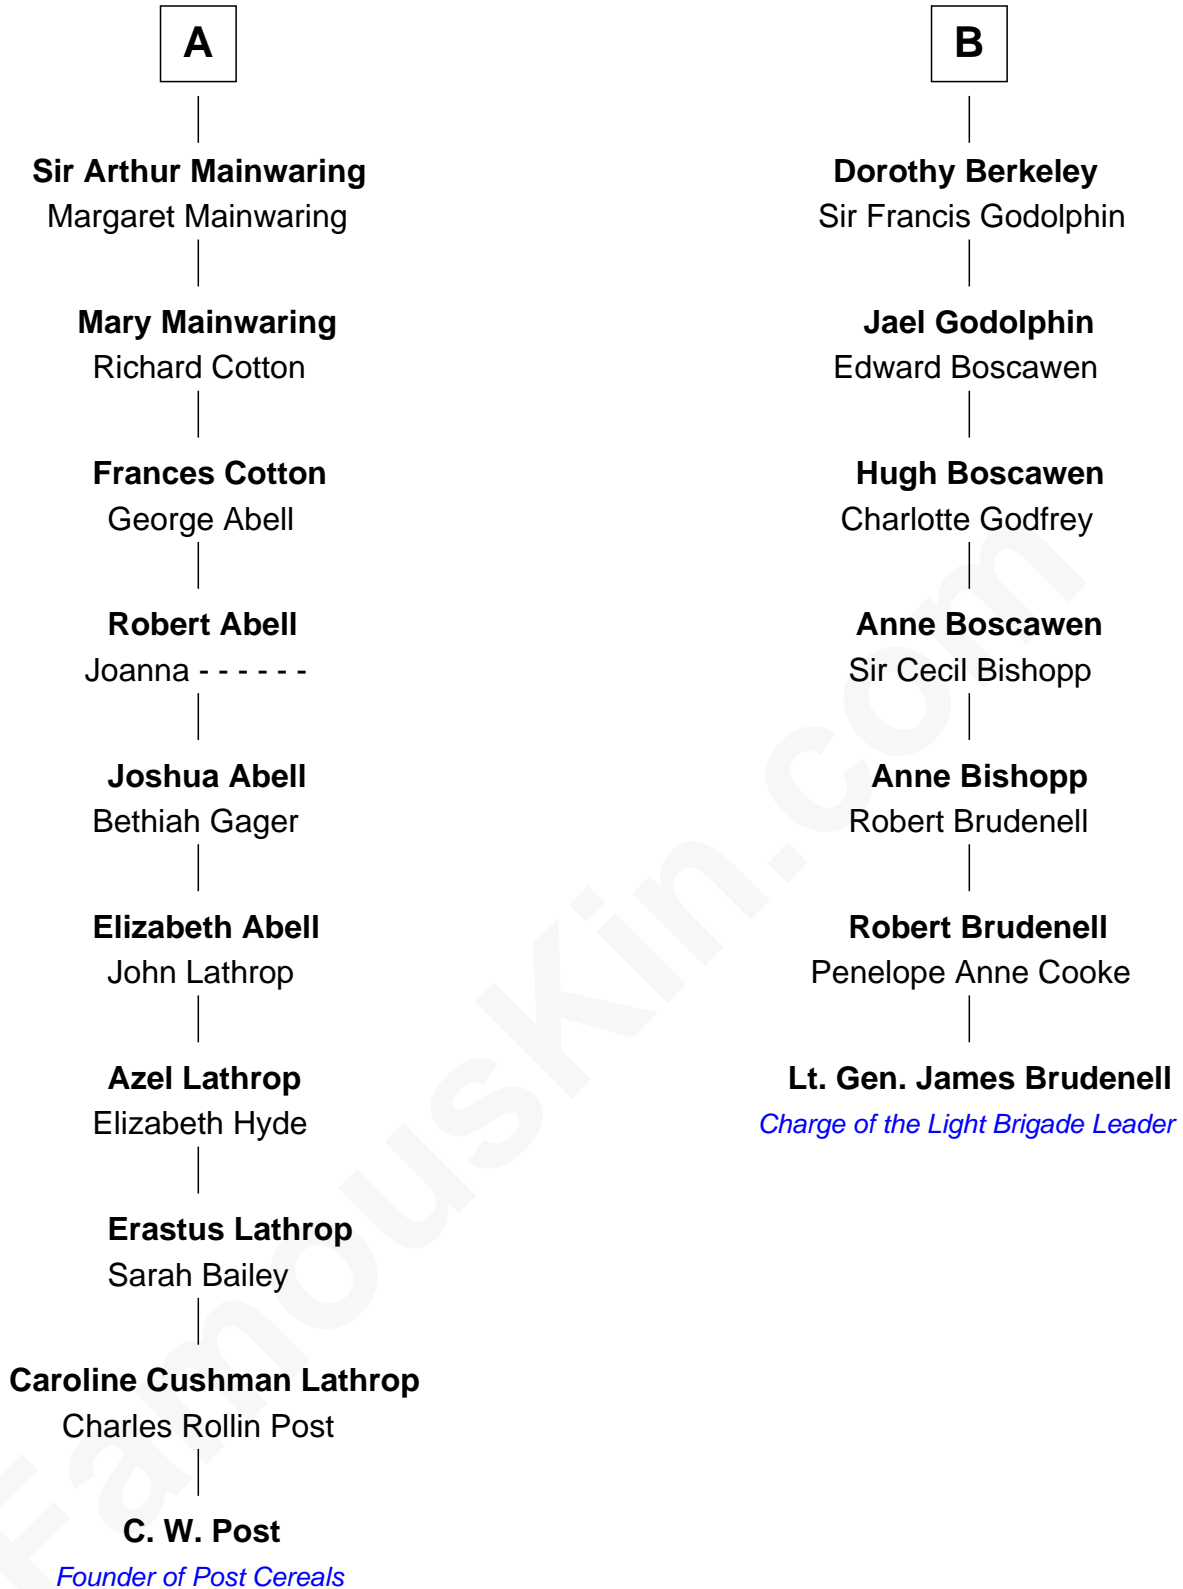 A
Sir Arthur Mainwaring
Margaret Mainwaring
Mary Mainwaring
Richard Cotton
Frances Cotton
George Abell
Robert Abell
Joanna - - - - - -
Joshua Abell
Bethiah Gager
Elizabeth Abell
John Lathrop
Azel Lathrop
Elizabeth Hyde
Erastus Lathrop
Sarah Bailey
Caroline Cushman Lathrop
Charles Rollin Post
C. W. Post
Founder of Post Cereals
B
Dorothy Berkeley
Sir Francis Godolphin
Jael Godolphin
Edward Boscawen
Hugh Boscawen
Charlotte Godfrey
Anne Boscawen
Sir Cecil Bishopp
Anne Bishopp
Robert Brudenell
Robert Brudenell
Penelope Anne Cooke
Lt. Gen. James Brudenell
Charge of the Light Brigade Leader
FamousKin.com